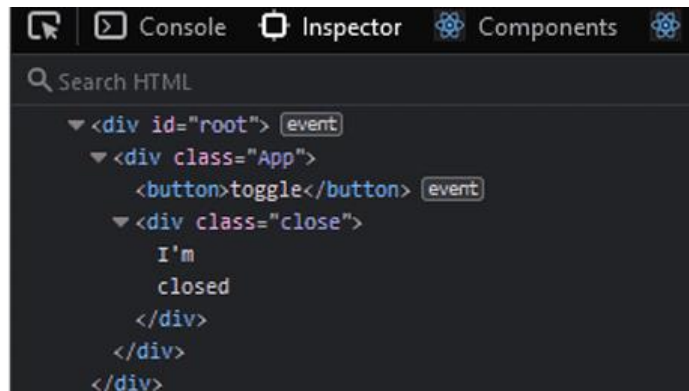 Console Inspector Components
Search HTML
<div id="root"> event
<div class="App">
<button>toggle</button> event
<div class="close">
I'm
closed
</div>
</div>
</div>